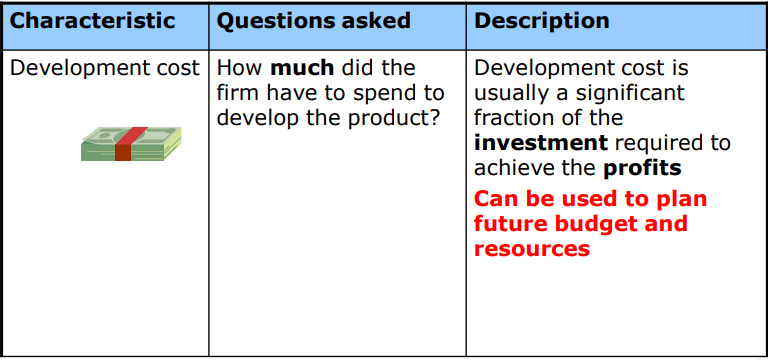 Characteristic
Questions asked
Description
Development cost
How much did the
firm have to spend to
develop the product?
Development cost is
usually a significant
fraction of the
investment required to
achieve the profits
Can be used to plan
future budget and
resources